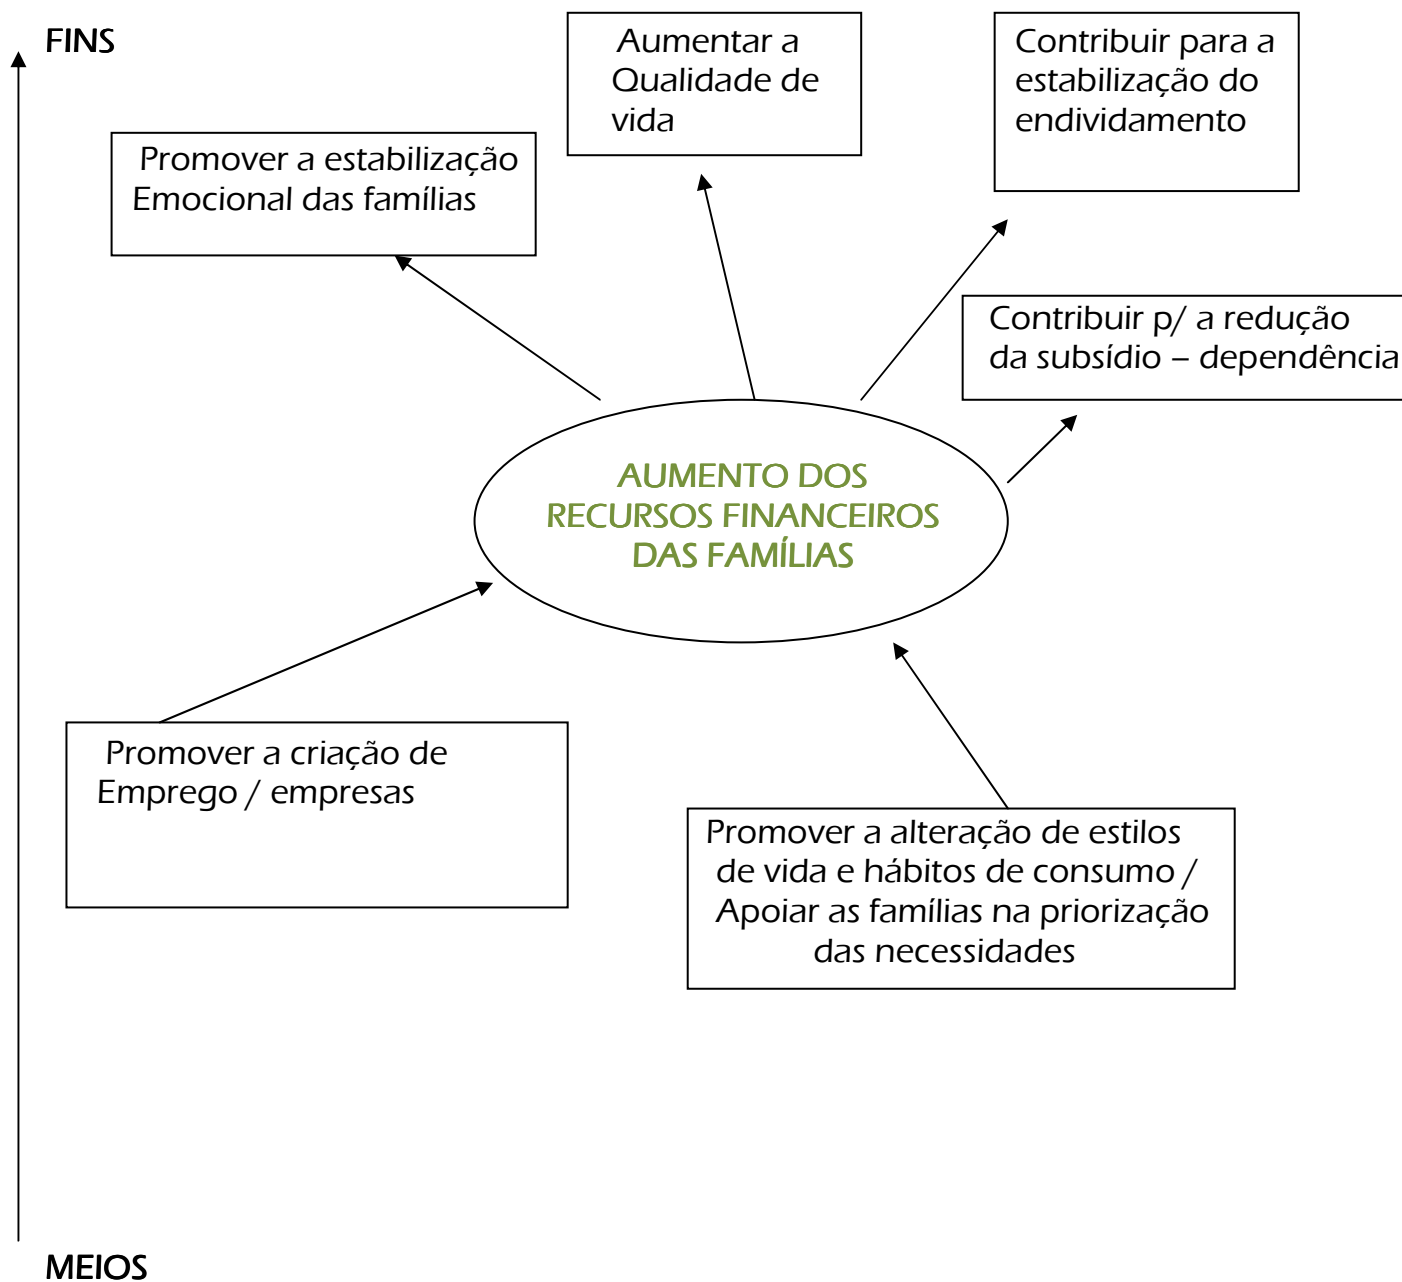 FINS
Aumentar a
Qualidade de
vida
Contribuir para a
estabilização do
endividamento
Promover a estabilização
Emocional das famílias
Contribuir p/ a redução
da subsídio – dependência
AUMENTO DOS
RECURSOS FINANCEIROS
DAS FAMÍLIAS
Promover a criação de
Emprego / empresas
Promover a alteração de estilos
de vida e hábitos de consumo /
Apoiar as famílias na priorização
das necessidades
MEIOS